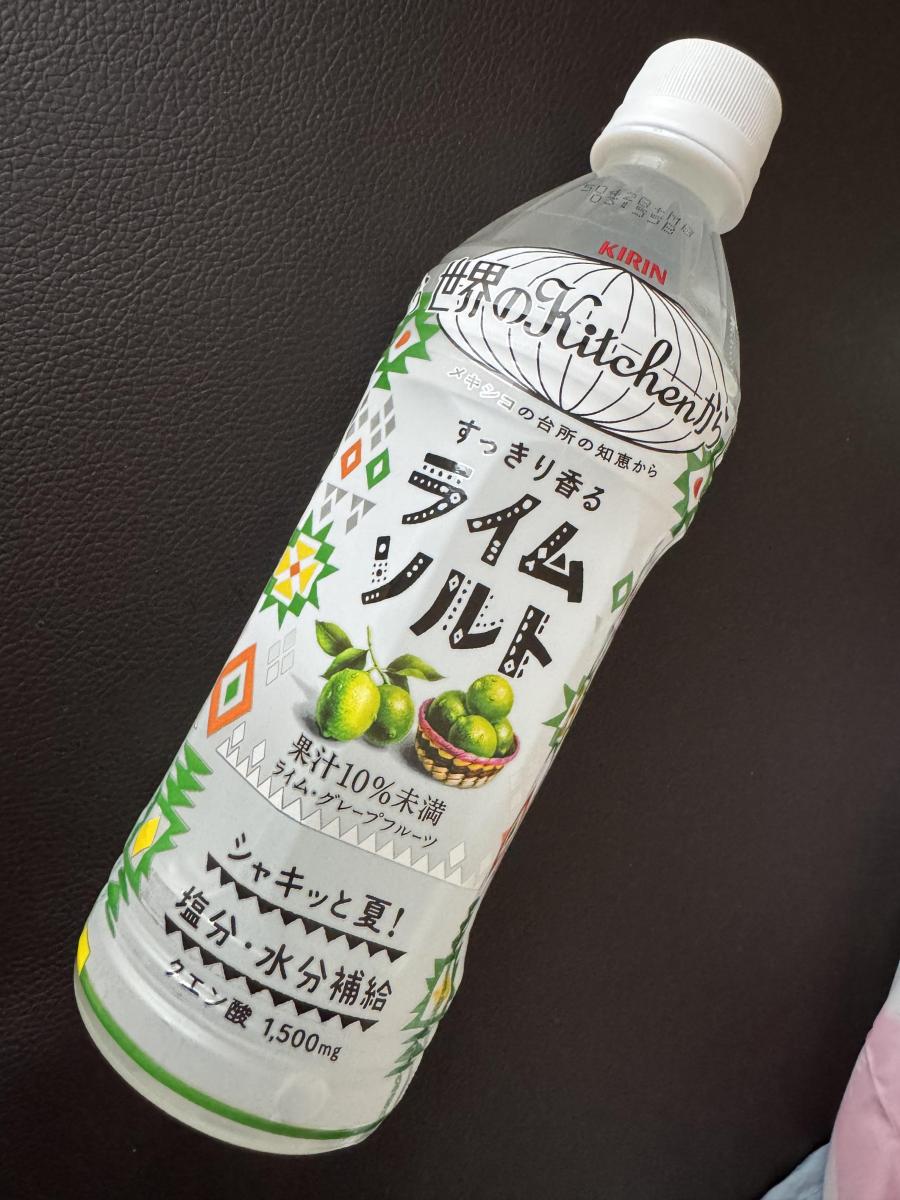 KIRIN
世界のKitchenから
メキシコの台所の知恵から
すっきり香る
ライム
ソルト
果汁10%未満
ライム・グレープフルーツ
シャキッと夏!
塩分・水分補給
クエン酸 1,500mg